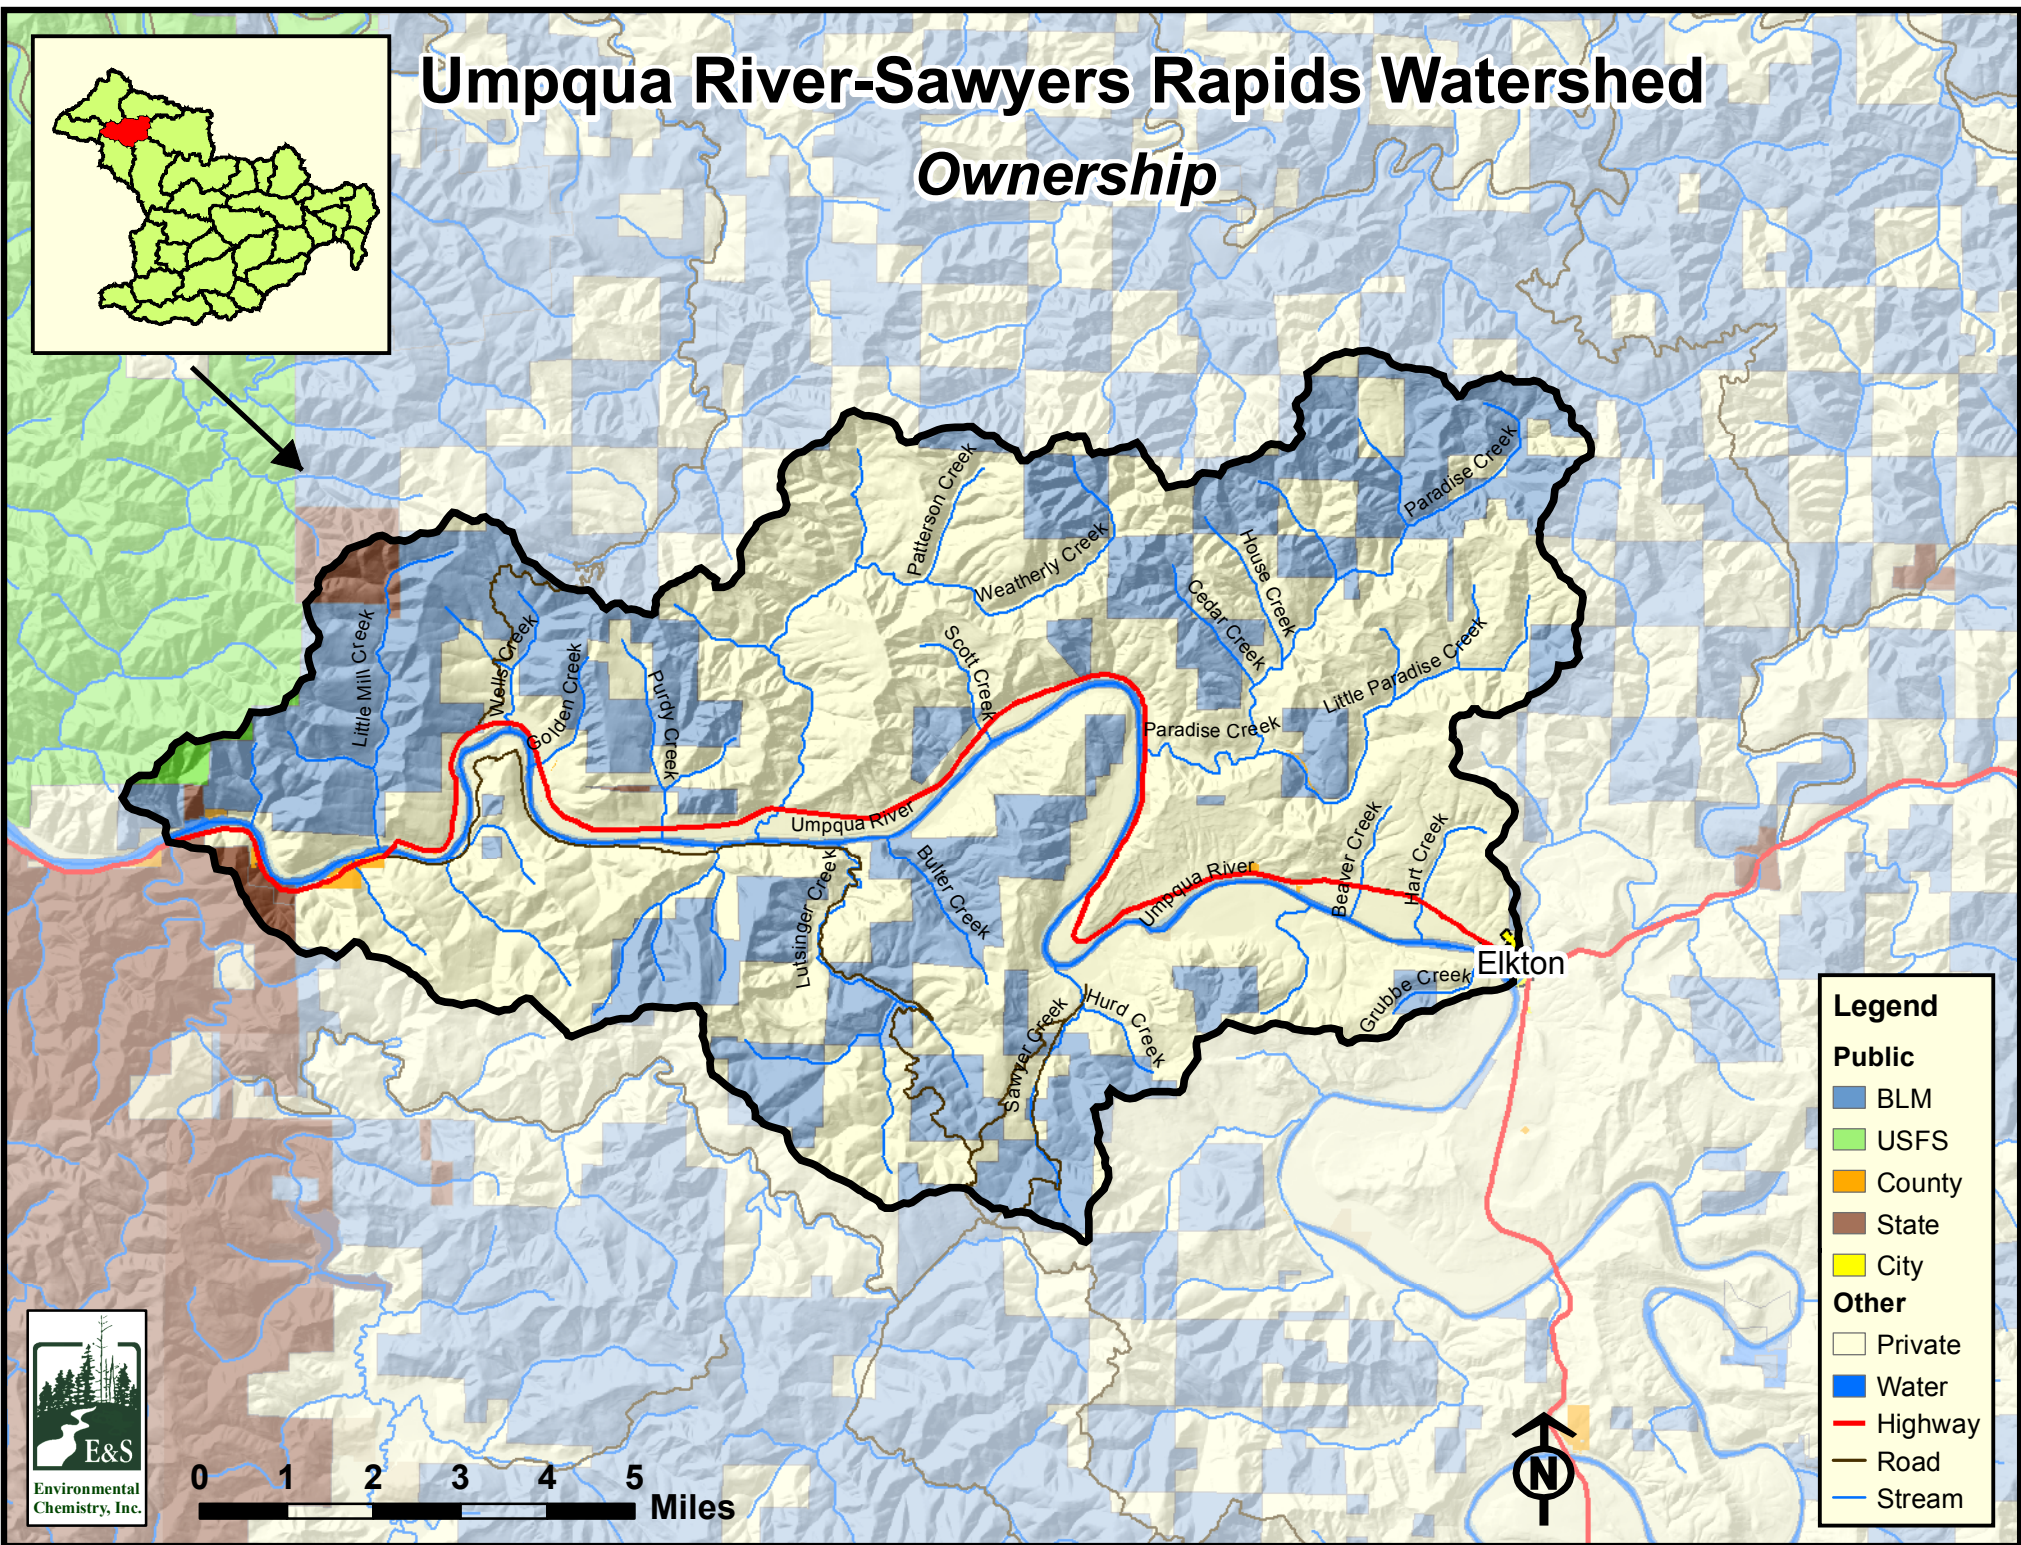 Umpqua River-Sawyers Rapids Watershed
Ownership
Patterson Creek
Weatherly Creek
Paradise Creek
House Creek
Cedar Creek
Little Paradise Creek
Little Mill Creek
Wells Creek
Golden Creek
Purdy Creek
Scott Creek
Paradise Creek
Umpqua River
Beaver Creek
Hart Creek
Umpqua River
Bulter Creek
Lutsinger Creek
Elkton
Grubbe Creek
Hurd Creek
Sawyer Creek
Legend
Public
BLM
USFS
County
State
City
Other
Private
Water
Highway
Road
Stream
N
E&S
Environmental
Chemistry, Inc.
0 1 2 3 4 5
Miles